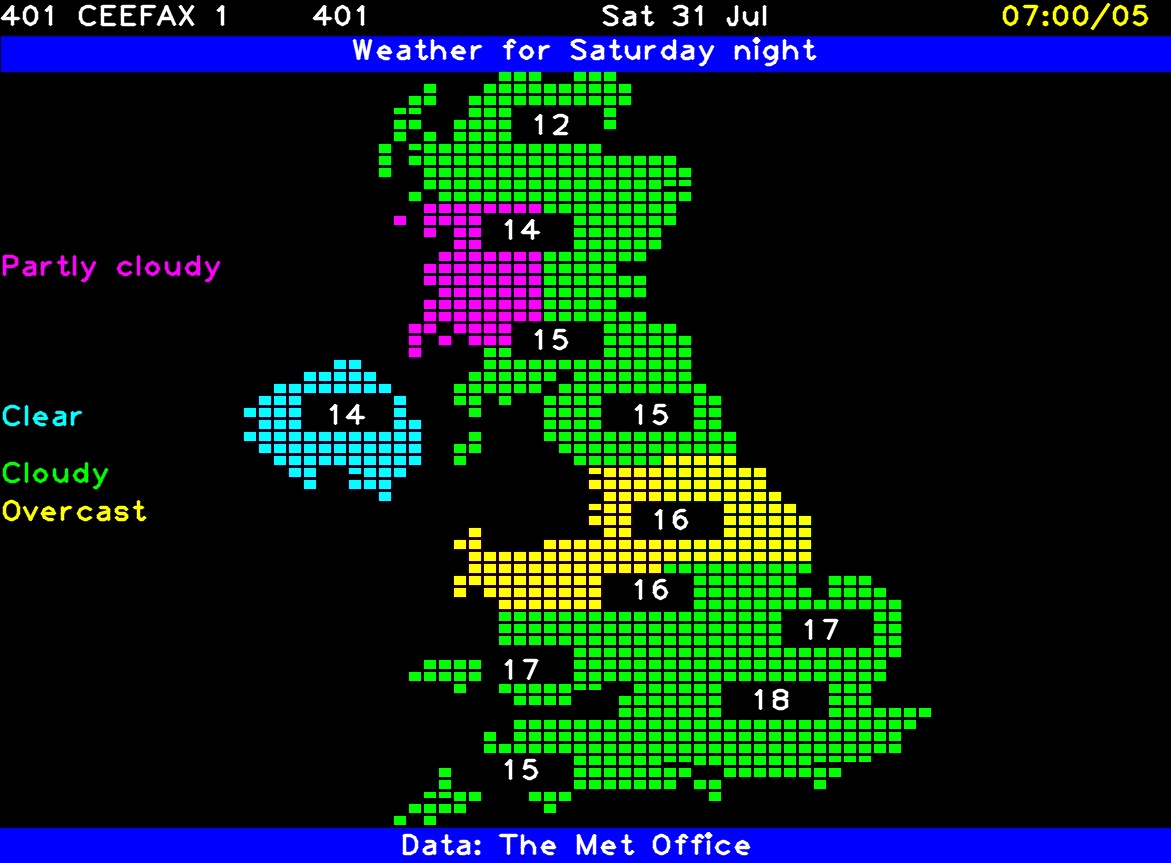 401 CEEFAX 1 401 Sat 31 Jul 07:00/05
Weather for Saturday night
12
14
Partly cloudy
15
Clear
14
15
Cloudy
Overcast
16
16
17
17
18
15
Data: The Met Office